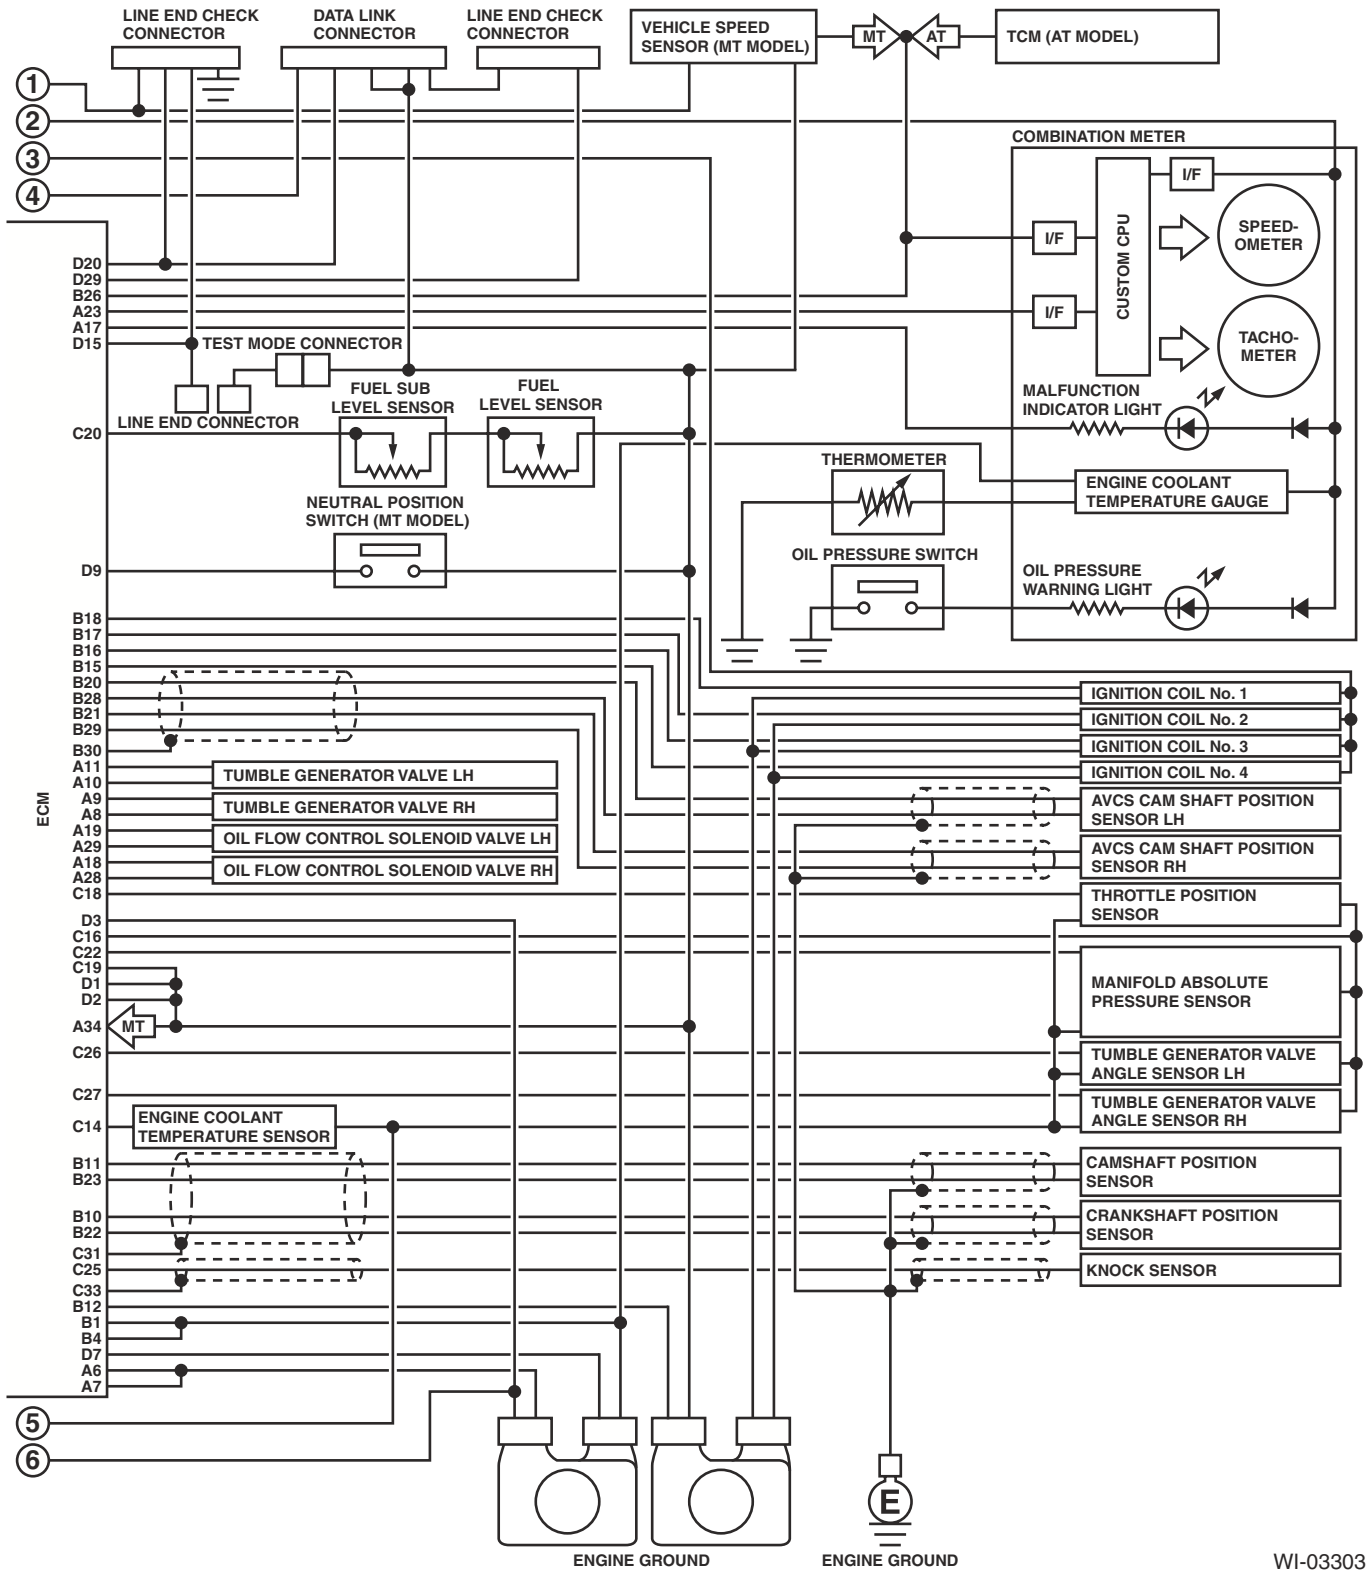 LINE END CHECK
CONNECTOR
DATA LINK
CONNECTOR
LINE END CHECK
CONNECTOR
VEHICLE SPEED
SENSOR (MT MODEL)
MT
AT
TCM (AT MODEL)
1
2
3
4
COMBINATION METER
I/F
I/F
I/F
CUSTOM CPU
SPEED-
OMETER
TACHO-
METER
MALFUNCTION
INDICATOR LIGHT
ENGINE COOLANT
TEMPERATURE GAUGE
OIL PRESSURE
WARNING LIGHT
THERMOMETER
OIL PRESSURE SWITCH
D20
D29
B26
A23
A17
D15
TEST MODE CONNECTOR
LINE END CONNECTOR
FUEL SUB
LEVEL SENSOR
FUEL
LEVEL SENSOR
C20
NEUTRAL POSITION
SWITCH (MT MODEL)
D9
B18
B17
B16
B15
B20
B28
B21
B29
B30
A11
A10
A9
A8
A19
A29
A18
A28
C18
D3
C16
C22
C19
D1
D2
A34
MT
C26
C27
C14
B11
B23
B10
B22
C31
C25
C33
B12
B1
B4
D7
A6
A7
ECM
TUMBLE GENERATOR VALVE LH
TUMBLE GENERATOR VALVE RH
OIL FLOW CONTROL SOLENOID VALVE LH
OIL FLOW CONTROL SOLENOID VALVE RH
ENGINE COOLANT
TEMPERATURE SENSOR
IGNITION COIL No. 1
IGNITION COIL No. 2
IGNITION COIL No. 3
IGNITION COIL No. 4
AVCS CAM SHAFT POSITION
SENSOR LH
AVCS CAM SHAFT POSITION
SENSOR RH
THROTTLE POSITION
SENSOR
MANIFOLD ABSOLUTE
PRESSURE SENSOR
TUMBLE GENERATOR VALVE
ANGLE SENSOR LH
TUMBLE GENERATOR VALVE
ANGLE SENSOR RH
CAMSHAFT POSITION
SENSOR
CRANKSHAFT POSITION
SENSOR
KNOCK SENSOR
5
6
E
ENGINE GROUND
ENGINE GROUND
WI-03303